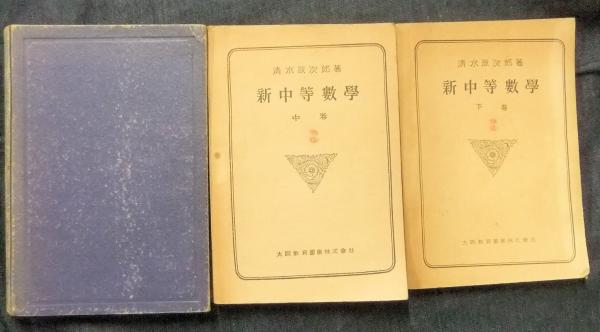 清水辰次郎著
新中等數學
中卷
大阪教育圖書株式會社
清水辰次郎著
新中等數學
下卷
大阪教育圖書株式會社